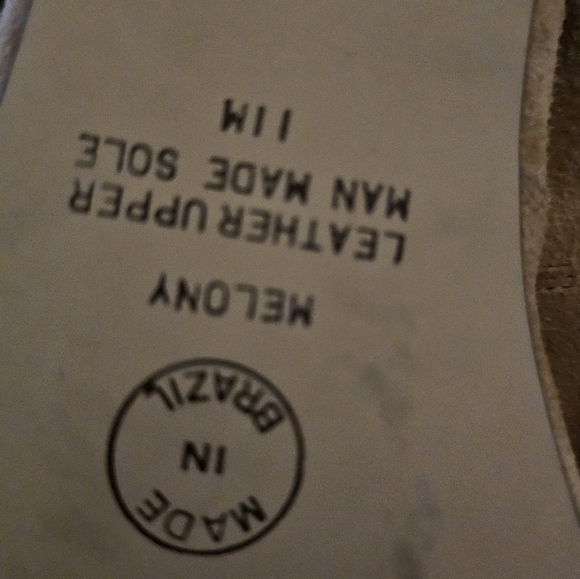 MADE
IN
BRAZIL
MELONY
LEATHER UPPER
MAN MADE SOLE
11M